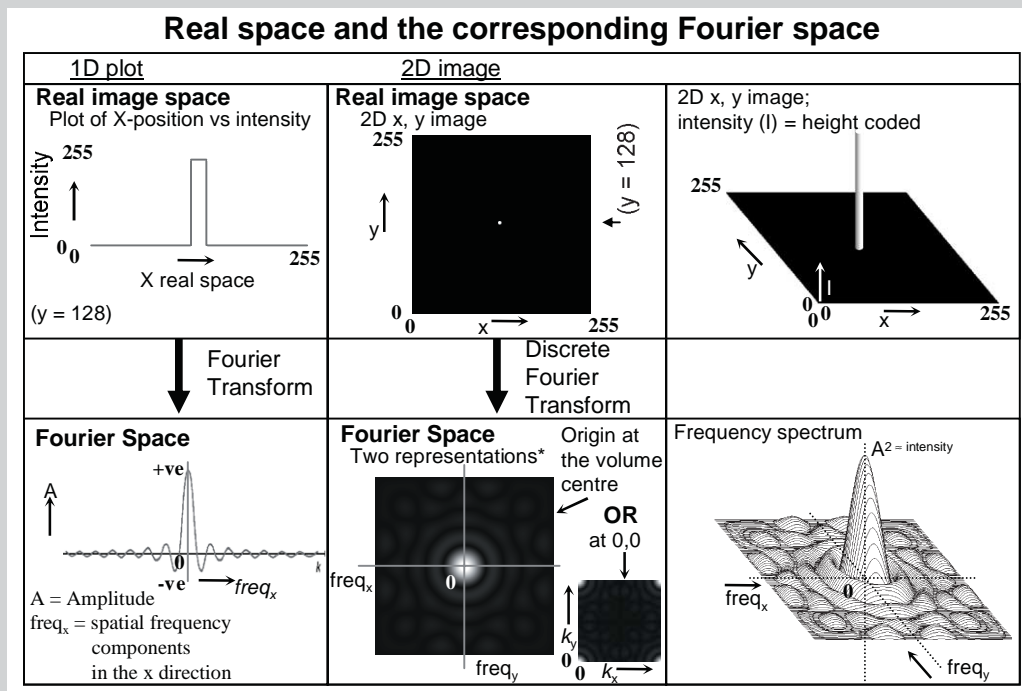 Real space and the corresponding Fourier space
1D plot
2D image
Real image space
Plot of X-position vs intensity
255
Intensity
0
0
255
X real space
(y = 128)
Real image space
2D x, y image
255
y
(y = 128)
0
0
x
255
2D x, y image;
intensity (I) = height coded
255
y
I
0
0
x
255
Fourier
Transform
Discrete
Fourier
Transform
Fourier Space
+ve
A
0
k
-ve
freqx
A = Amplitude
freqx = spatial frequency
components
in the x direction
Fourier Space
Two representations*
Origin at
the volume
centre
OR
at 0,0
0
freqx
freqy
ky
0
0
kx
Frequency spectrum
A2 = intensity
0
freqx
freqy